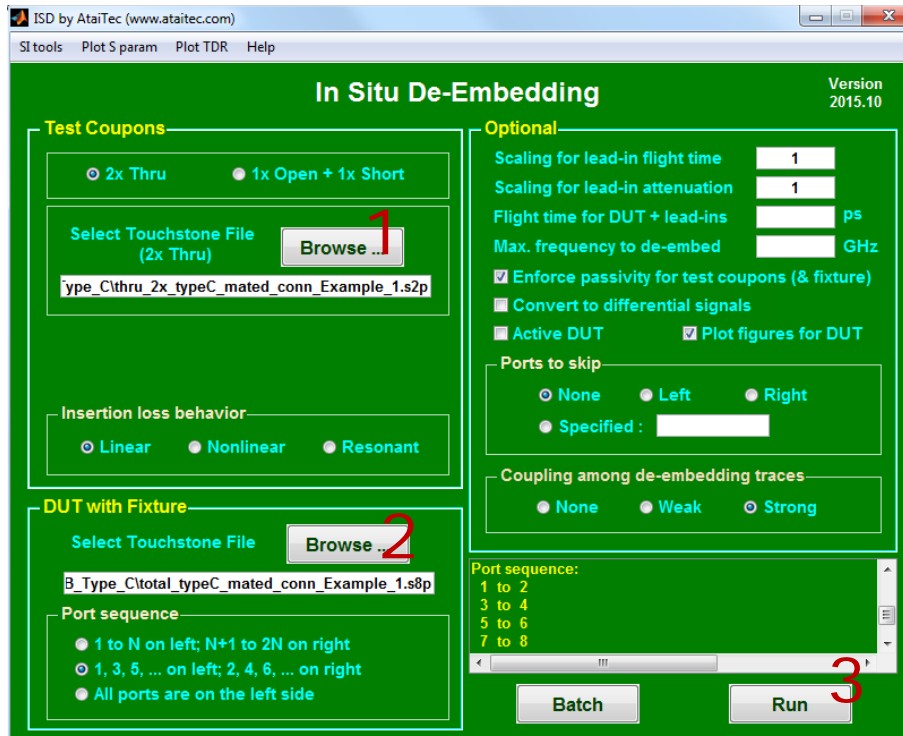 ISD by AtaiTec (www.ataitec.com)
SI tools Plot S param Plot TDR Help
In Situ De-Embedding
Version
2015.10
Test Coupons
2x Thru 1x Open + 1x Short
Select Touchstone File
(2x Thru)
Browse ...
1
Type_C\thru_2x_typeC_mated_conn_Example_1.s2p
Insertion loss behavior
Linear Nonlinear Resonant
DUT with Fixture
Select Touchstone File
Browse ...
2
B_Type_C\total_typeC_mated_conn_Example_1.s8p
Port sequence
1 to N on left; N+1 to 2N on right
1, 3, 5, ... on left; 2, 4, 6, ... on right
All ports are on the left side
Optional
Scaling for lead-in flight time 1
Scaling for lead-in attenuation 1
Flight time for DUT + lead-ins ps
Max. frequency to de-embed GHz
Enforce passivity for test coupons (& fixture)
Convert to differential signals
Active DUT Plot figures for DUT
Ports to skip
None Left Right
Specified :
Coupling among de-embedding traces
None Weak Strong
Port sequence:
1 to 2
3 to 4
5 to 6
7 to 8
Batch Run
3